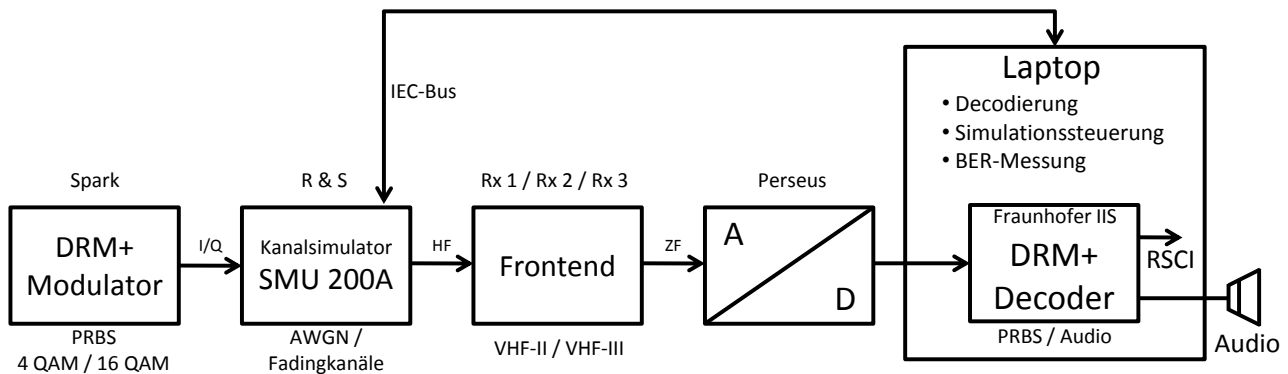 Laptop
• Decodierung
• Simulationssteuerung
• BER-Messung
IEC-Bus
Spark
R & S
Rx 1 / Rx 2 / Rx 3
Perseus
DRM+
Modulator
I/Q
Kanalsimulator
SMU 200A
HF
Frontend
ZF
A
D
Fraunhofer IIS
DRM+
Decoder
RSCI
PRBS
4 QAM / 16 QAM
AWGN /
Fadingkanäle
VHF-II / VHF-III
PRBS / Audio
Audio